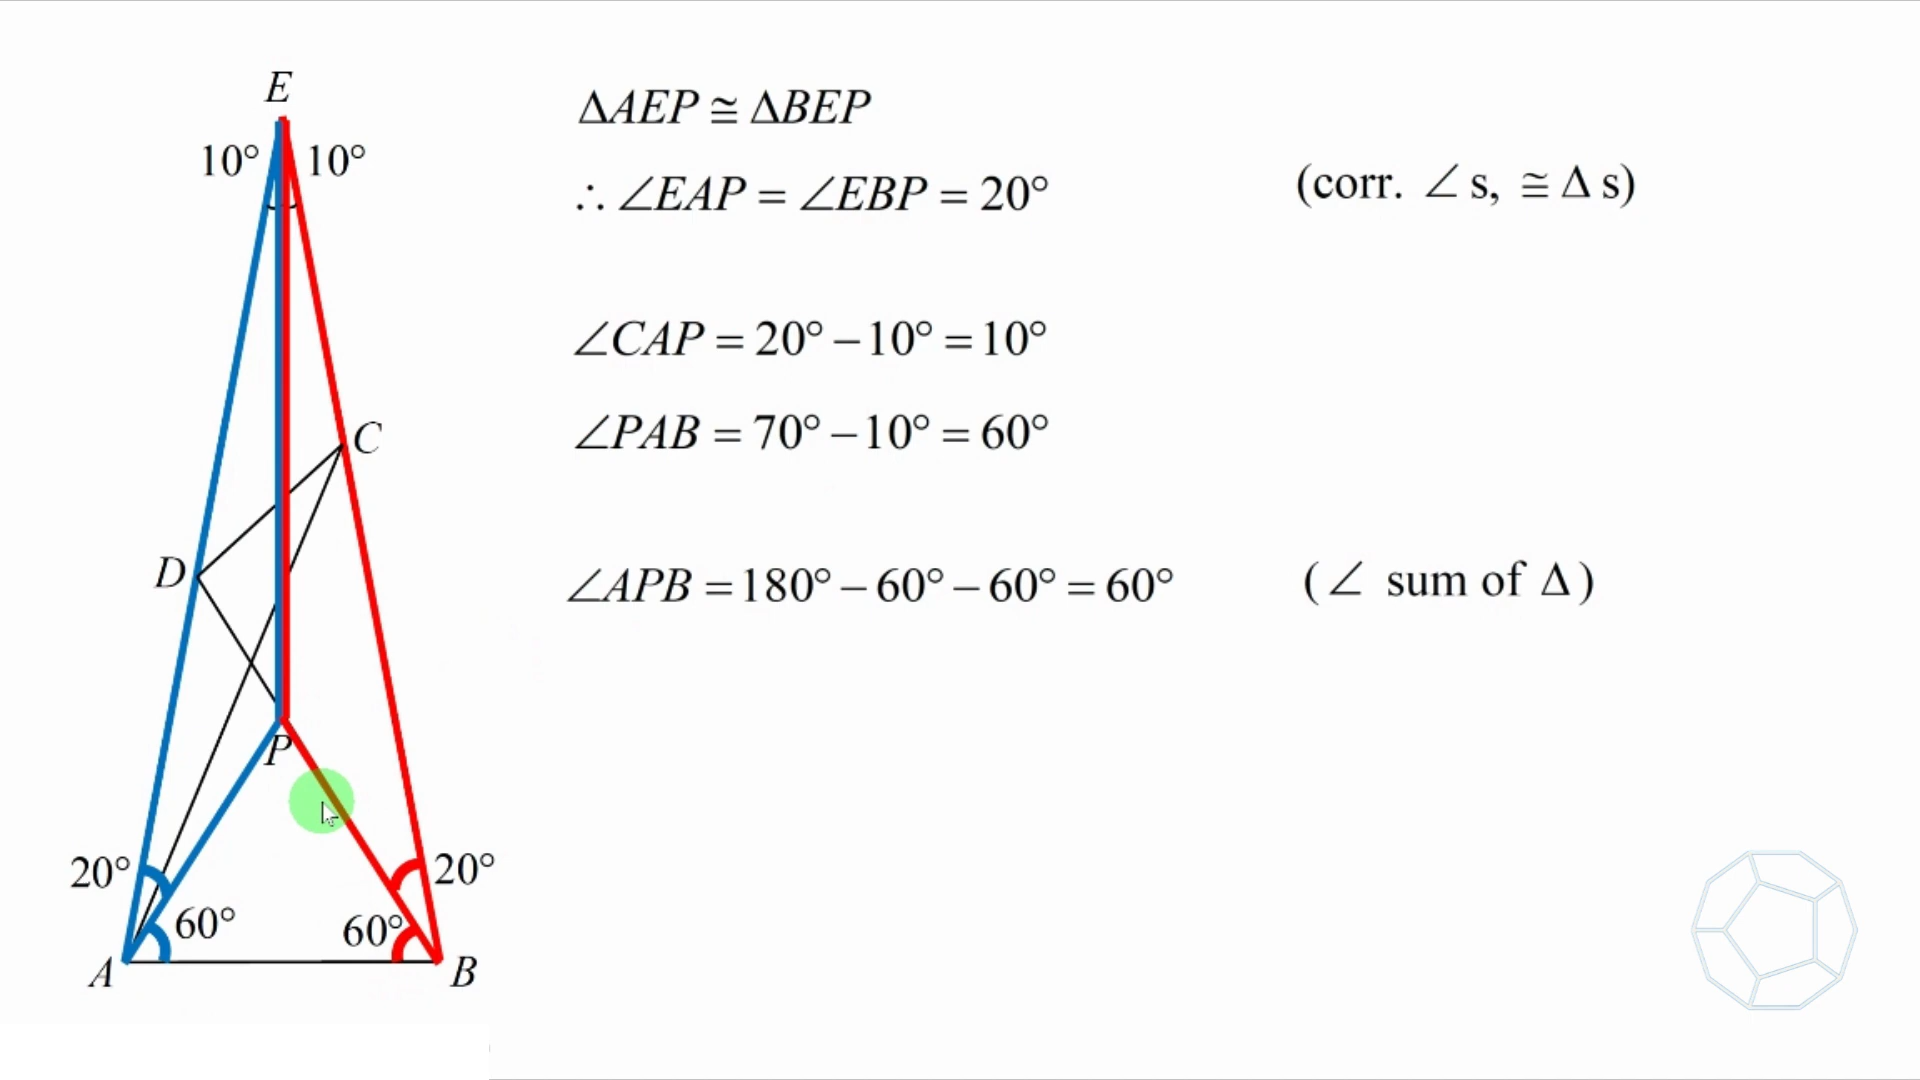 E
10° 10°
C
D
P
20° 20°
60° 60°
A B
ΔAEP ≅ ΔBEP
∴ ∠EAP = ∠EBP = 20° (corr. ∠ s, ≅ Δ s)
∠CAP = 20° – 10° = 10°
∠PAB = 70° – 10° = 60°
∠APB = 180° – 60° – 60° = 60° (∠ sum of Δ)